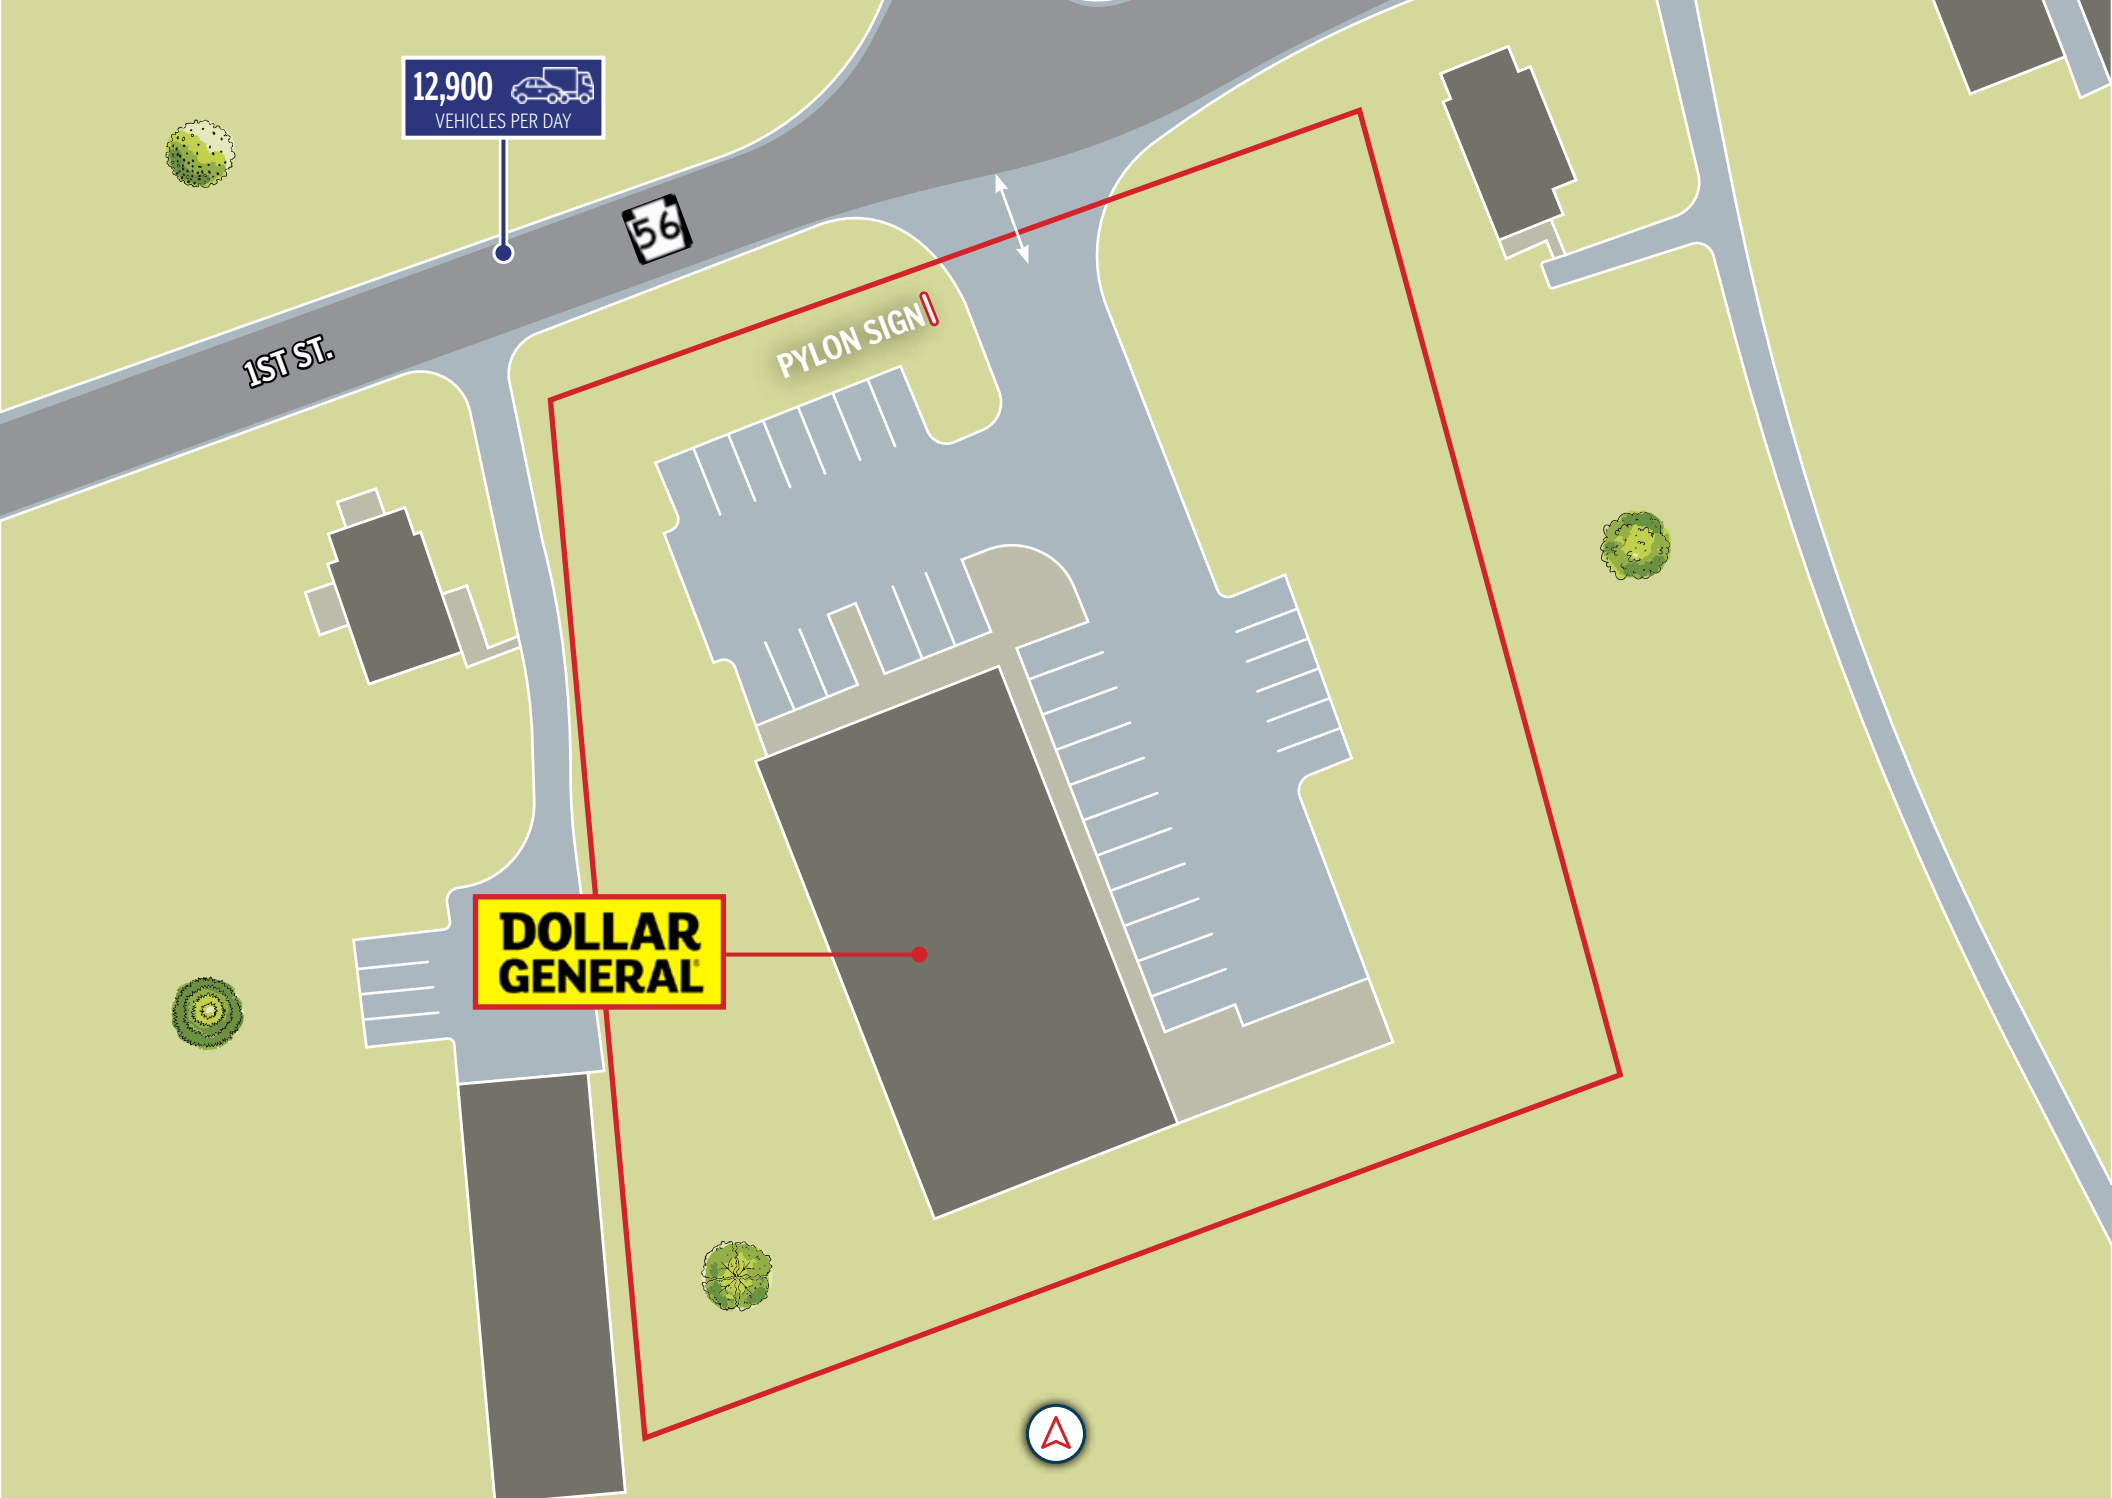 12,900
VEHICLES PER DAY
56
1ST ST.
PYLON SIGN
DOLLAR
GENERAL